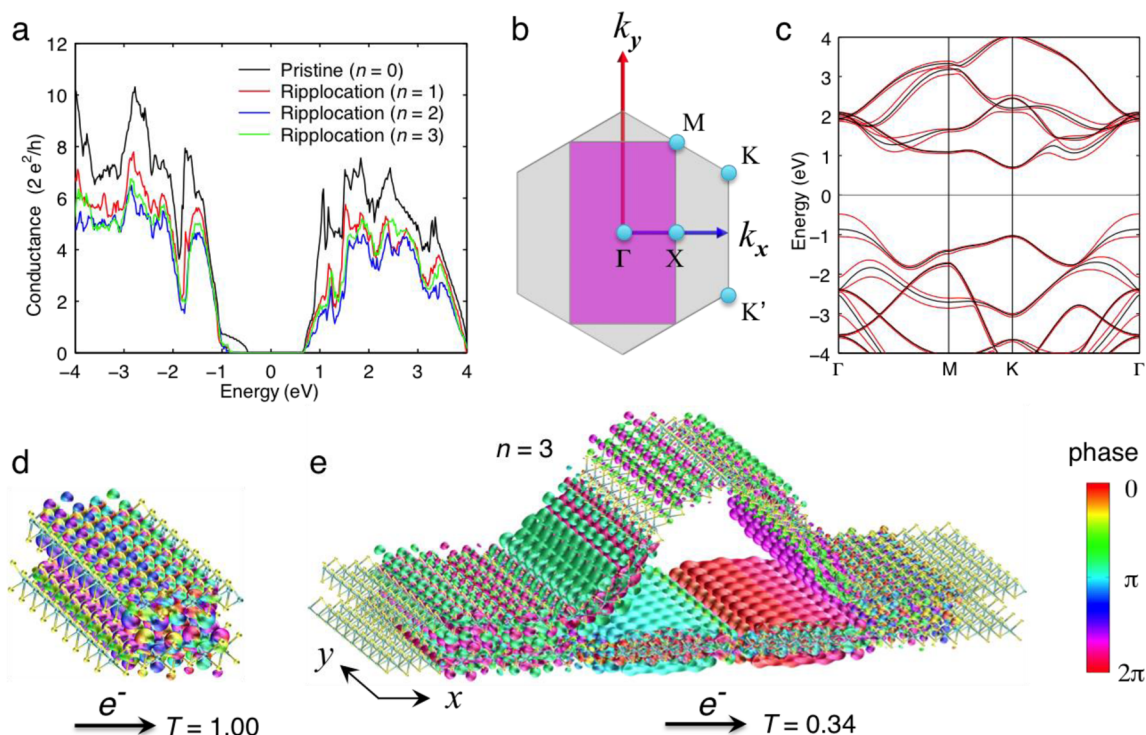 a
12
10
8
6
4
2
0
Conductance (2 e²/h)
Pristine (n = 0)
Ripplocation (n = 1)
Ripplocation (n = 2)
Ripplocation (n = 3)
−4 −3 −2 −1 0 1 2 3 4
Energy (eV)
b
ky
M
K
kx
Γ X
K'
c
4
3
2
1
0
−1
−2
−3
−4
Energy (eV)
Γ M K Γ
d
e⁻
T = 1.00
e
n = 3
y
x
e⁻
T = 0.34
phase
0
π
2π